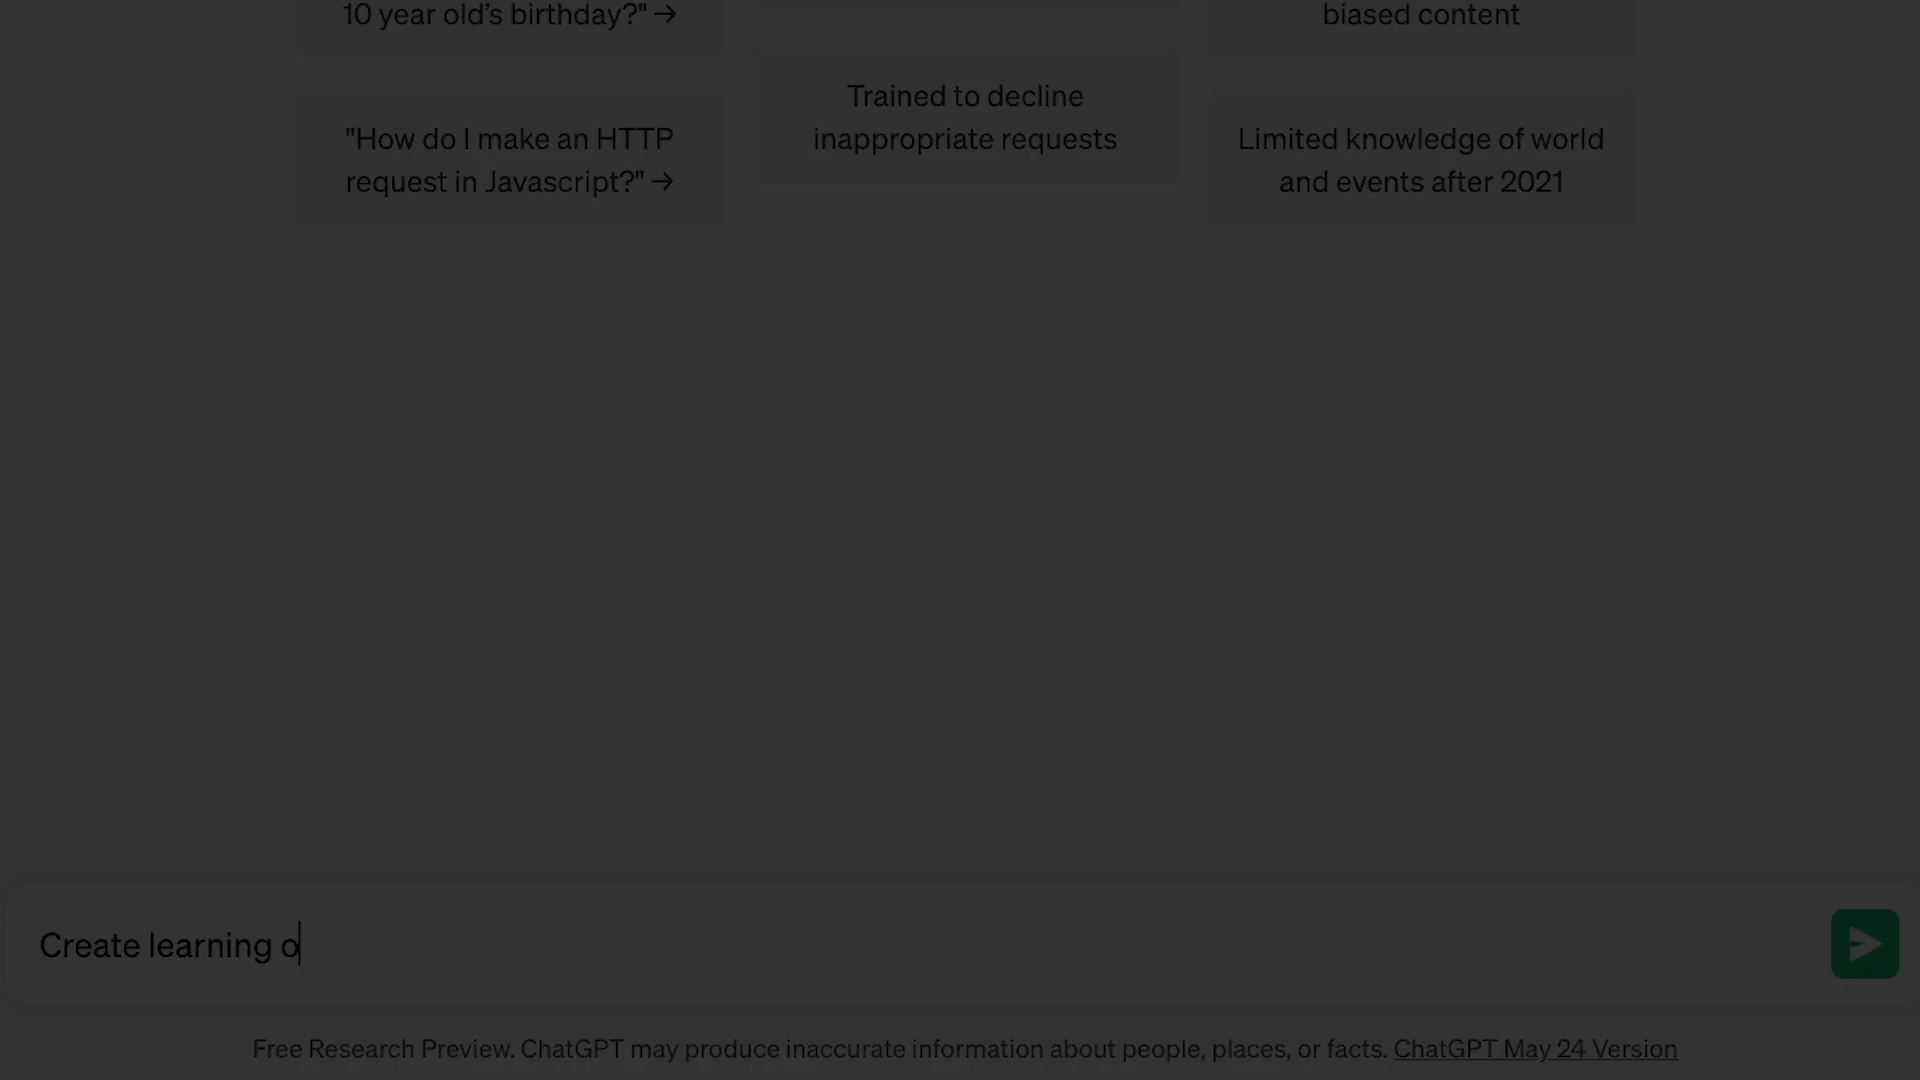 10 year old’s birthday?" →
"How do I make an HTTP
request in Javascript?" →
Trained to decline
inappropriate requests
biased content
Limited knowledge of world
and events after 2021
Create learning o
Free Research Preview. ChatGPT may produce inaccurate information about people, places, or facts. ChatGPT May 24 Version